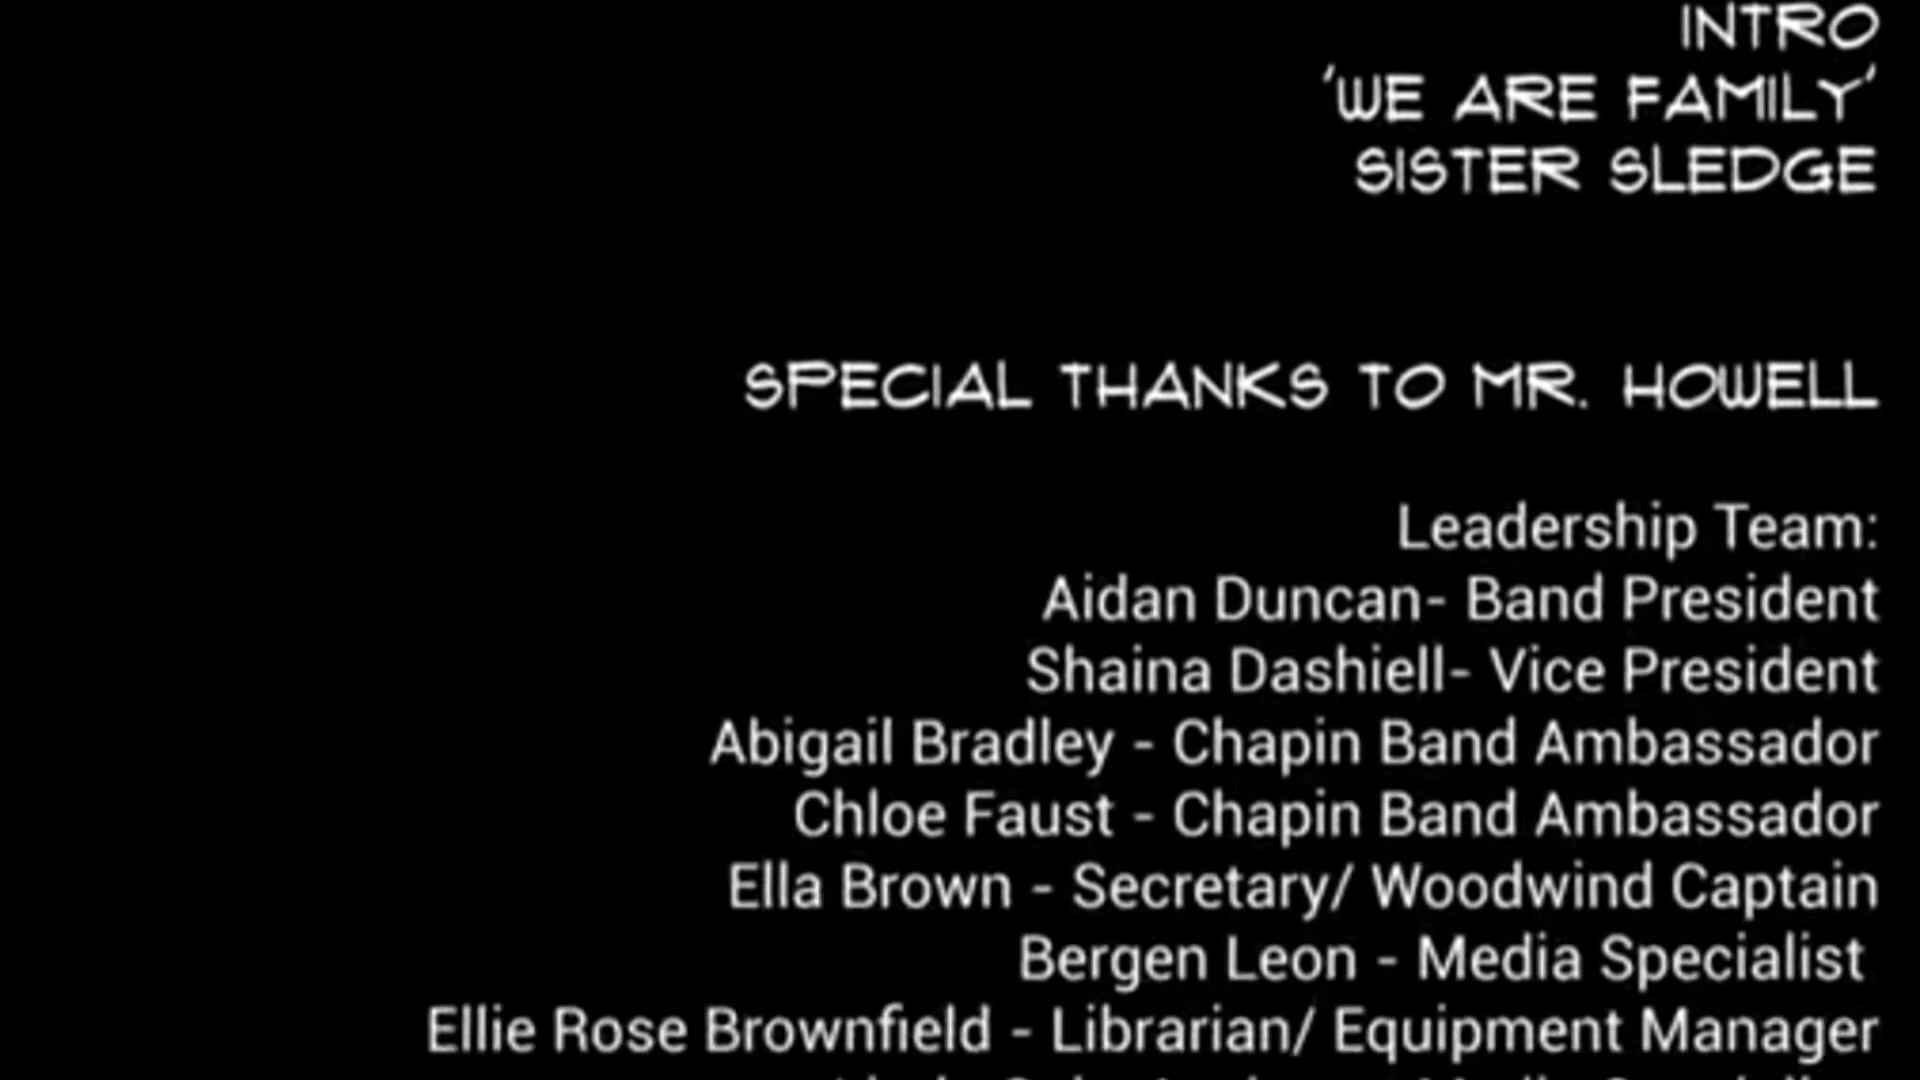 INTRO
'WE ARE FAMILY'
SISTER SLEDGE
SPECIAL THANKS TO MR. HOWELL
Leadership Team:
Aidan Duncan- Band President
Shaina Dashiell- Vice President
Abigail Bradley - Chapin Band Ambassador
Chloe Faust - Chapin Band Ambassador
Ella Brown - Secretary/ Woodwind Captain
Bergen Leon - Media Specialist
Ellie Rose Brownfield - Librarian/ Equipment Manager